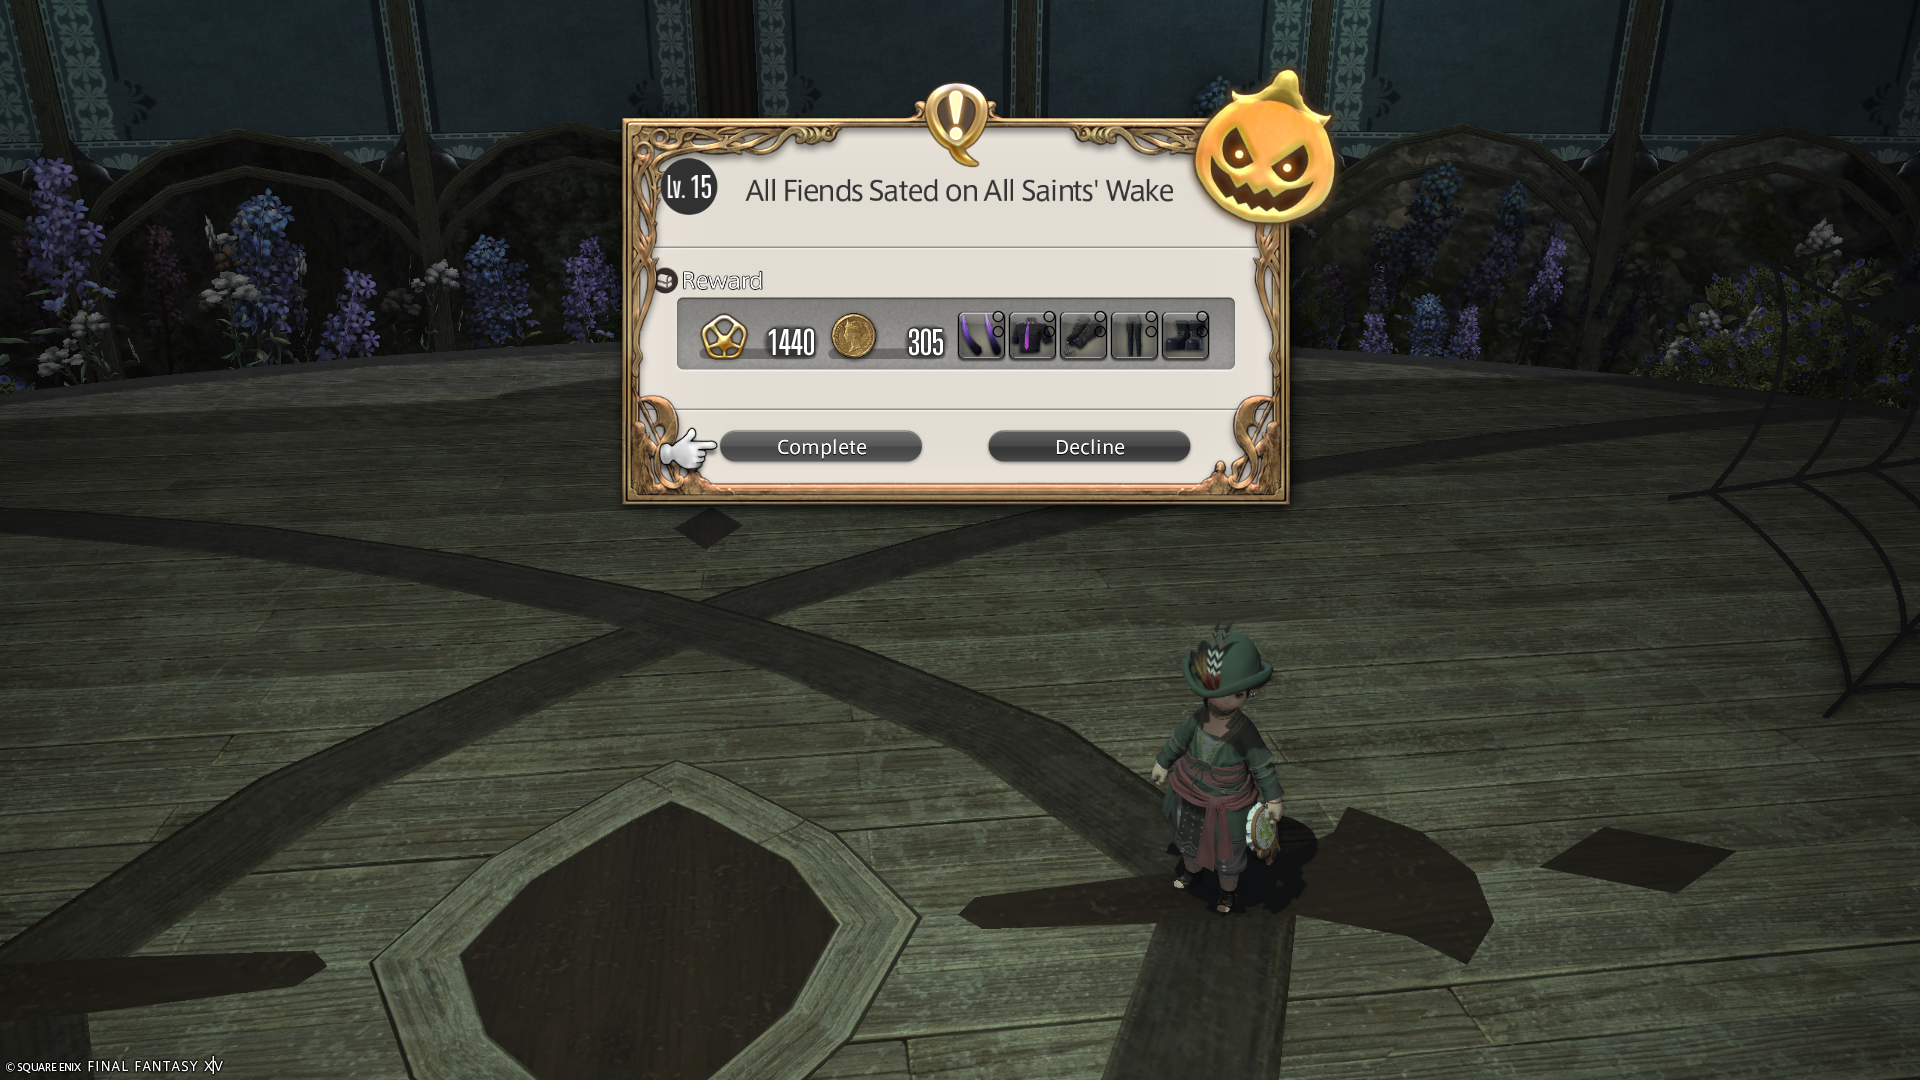 Lv. 15
All Fiends Sated on All Saints' Wake
Reward
1440
305
Complete
Decline
© SQUARE ENIX FINAL FANTASY XIV